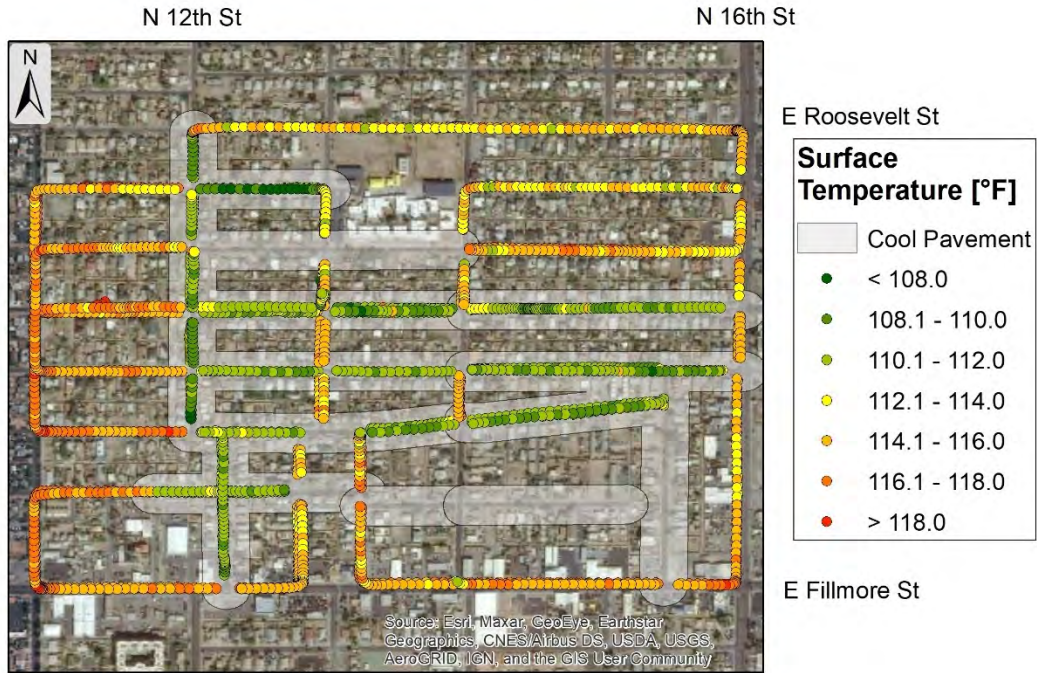 N 12th St
N 16th St
N
E Roosevelt St
Surface
Temperature [°F]
Cool Pavement
< 108.0
108.1 - 110.0
110.1 - 112.0
112.1 - 114.0
114.1 - 116.0
116.1 - 118.0
> 118.0
E Fillmore St
Source: Esri, Maxar, GeoEye, Earthstar
Geographics, CNES/Airbus DS, USDA, USGS,
AeroGRID, IGN, and the GIS User Community